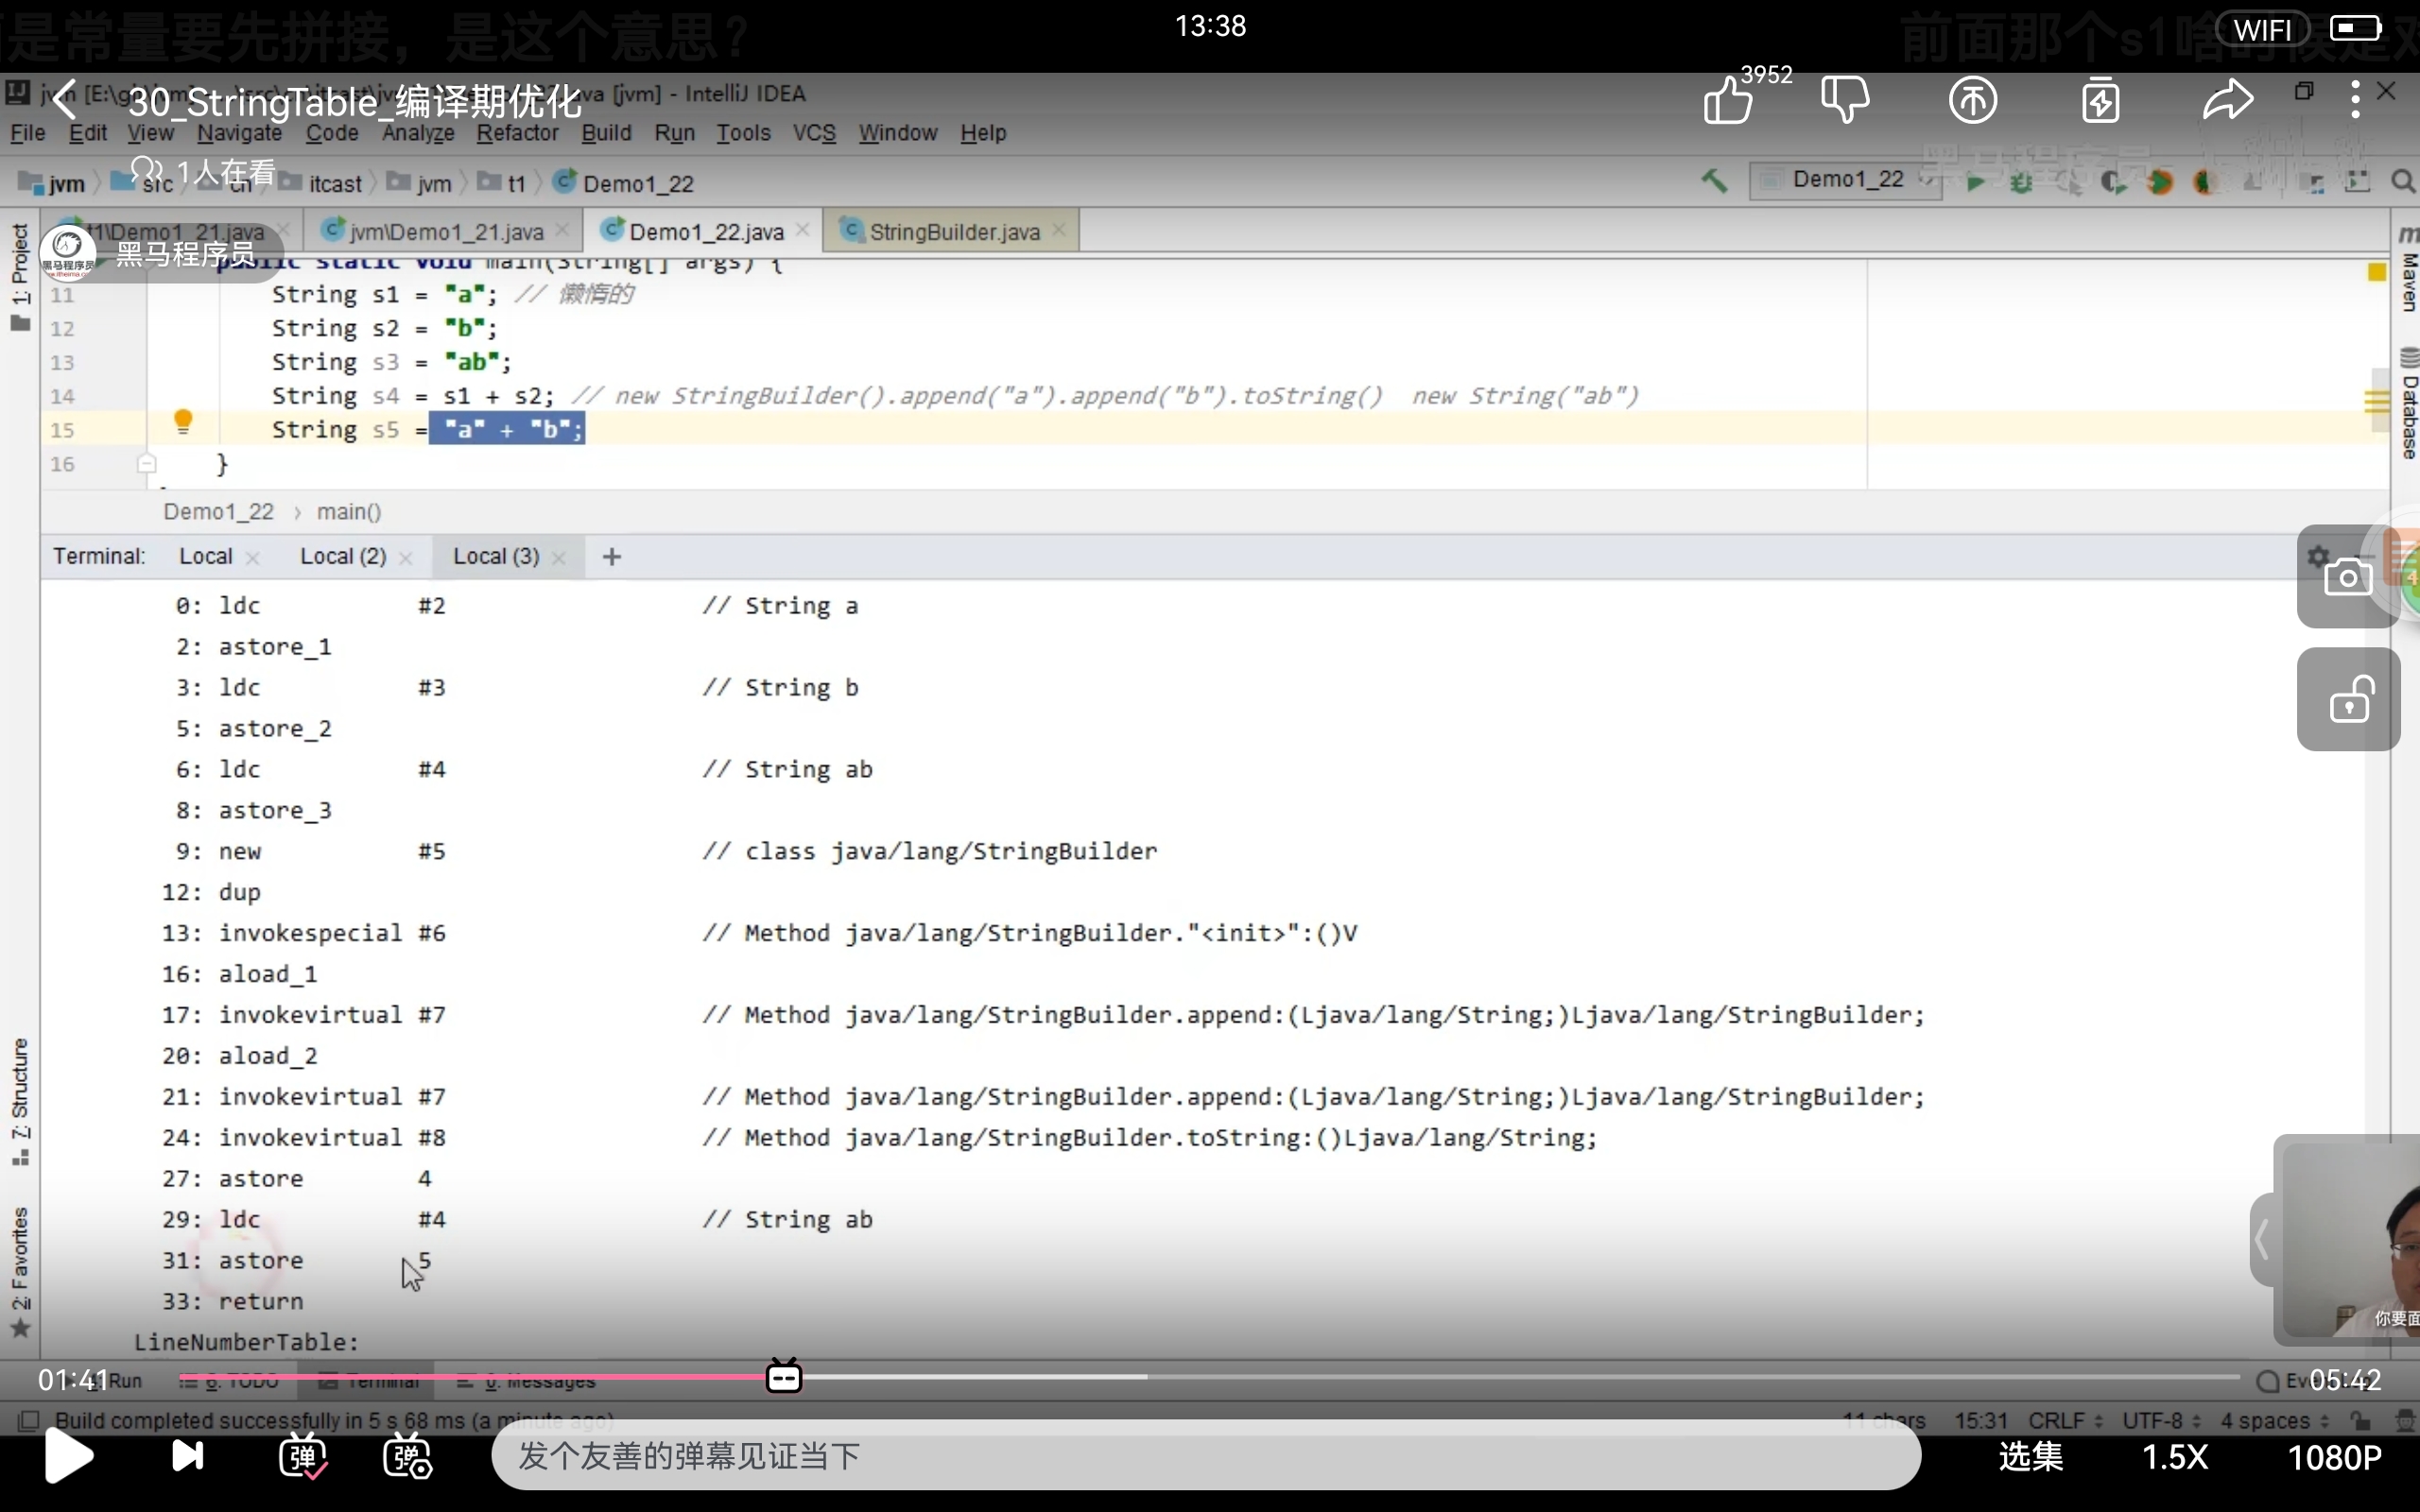 是常量要先拼接，是这个意思？
13:38
前面那个s1啥
WIFI
30_StringTable_编译期优化
ava [jvm] - IntelliJ IDEA
3952
File Edit View Navigate Code Analyze Refactor Build Run Tools VCS Window Help
1人在看
jvm src cn itcast jvm t1 Demo1_22
Demo1_22
黑马程序员
t1\Demo1_21.java jvm\Demo1_21.java Demo1_22.java StringBuilder.java
黑马程序员
public static void main(String[] args) {
11 String s1 = "a"; // 懒惰的
12 String s2 = "b";
13 String s3 = "ab";
14 String s4 = s1 + s2; // new StringBuilder().append("a").append("b").toString()  new String("ab")
15 String s5 = "a" + "b";
16 }
Demo1_22 › main()
Terminal: Local Local (2) Local (3) +
0: ldc #2 // String a
2: astore_1
3: ldc #3 // String b
5: astore_2
6: ldc #4 // String ab
8: astore_3
9: new #5 // class java/lang/StringBuilder
12: dup
13: invokespecial #6 // Method java/lang/StringBuilder."<init>":()V
16: aload_1
17: invokevirtual #7 // Method java/lang/StringBuilder.append:(Ljava/lang/String;)Ljava/lang/StringBuilder;
20: aload_2
21: invokevirtual #7 // Method java/lang/StringBuilder.append:(Ljava/lang/String;)Ljava/lang/StringBuilder;
24: invokevirtual #8 // Method java/lang/StringBuilder.toString:()Ljava/lang/String;
27: astore 4
29: ldc #4 // String ab
31: astore 5
33: return
LineNumberTable:
1: Project
Z: Structure
2: Favorites
Maven
Database
你要面
01:41
Run 6: TODO Terminal 0: Messages
05:42
Build completed successfully in 5 s 68 ms (a minute ago)
11 chars 15:31 CRLF UTF-8 4 spaces
弹 弹
发个友善的弹幕见证当下
选集 1.5X 1080P